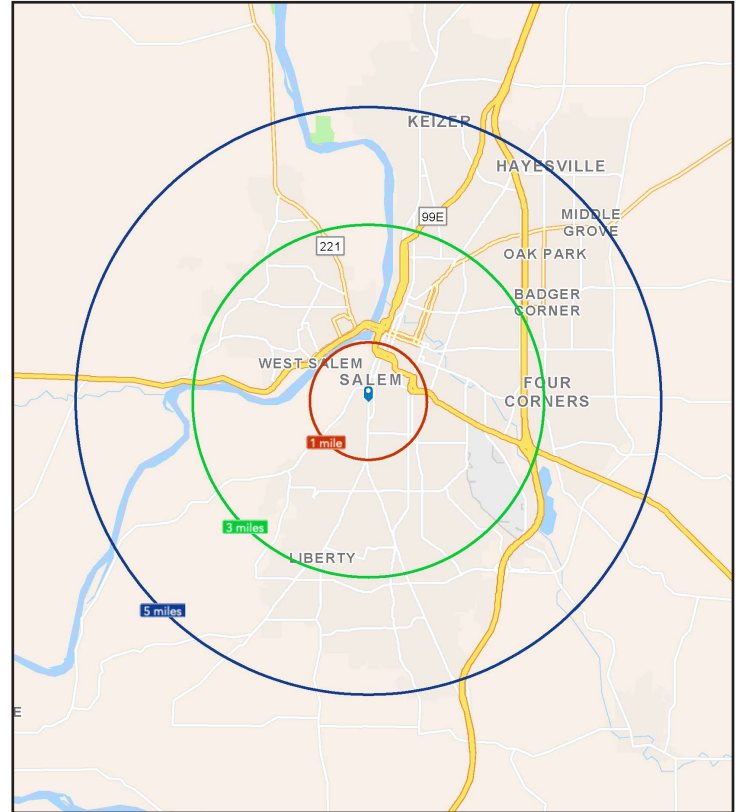 KEIZER
HAYESVILLE
99E
MIDDLE
GROVE
221
OAK PARK
BADGER
CORNER
WEST SALEM
SALEM
FOUR
CORNERS
1 mile
3 miles
LIBERTY
5 miles
E